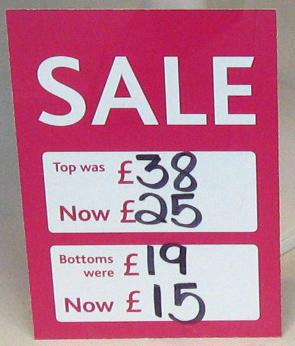 SALE
Top was £38
Now £25
Bottoms
were £19
Now £15